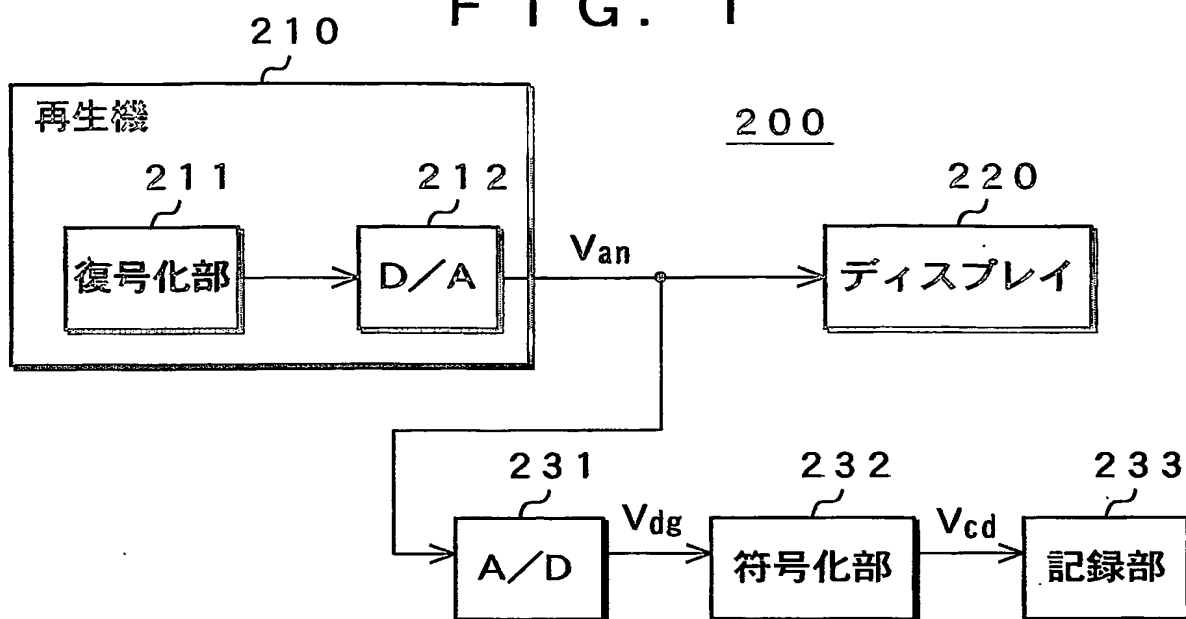 FIG. 1
210
再生機
200
211
212
220
復号化部
D/A
Van
ディスプレイ
231
232
233
A/D
Vdg
符号化部
Vcd
記録部